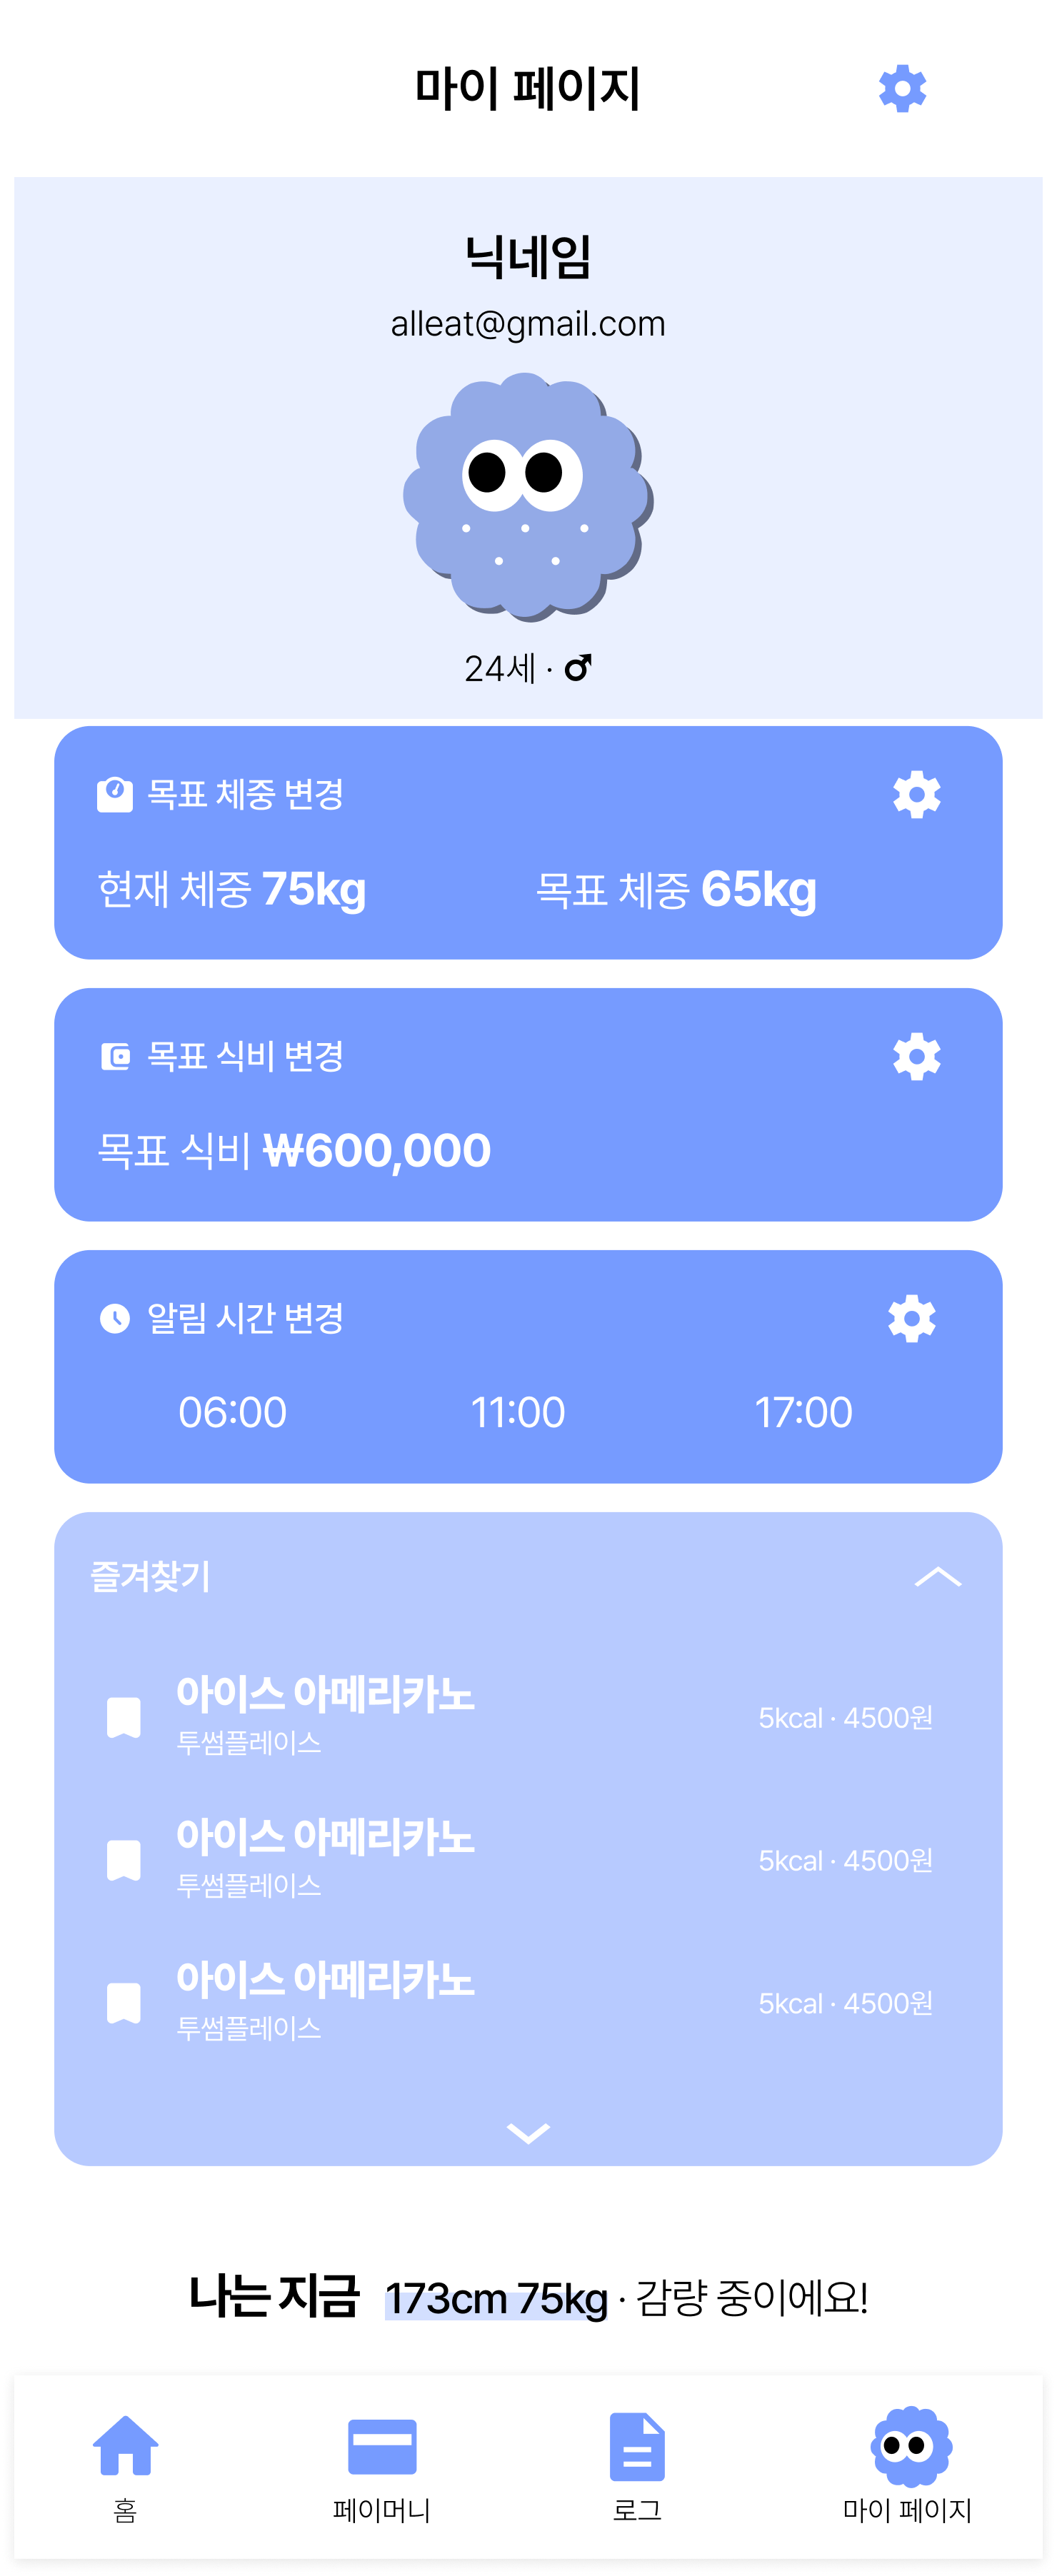 마이 페이지
닉네임
alleat@gmail.com
24세 · ♂
목표 체중 변경
현재 체중 75kg 목표 체중 65kg
목표 식비 변경
목표 식비 ₩600,000
알림 시간 변경
06:00 11:00 17:00
즐겨찾기
아이스 아메리카노
투썸플레이스
5kcal · 4500원
아이스 아메리카노
투썸플레이스
5kcal · 4500원
아이스 아메리카노
투썸플레이스
5kcal · 4500원
나는 지금 173cm 75kg · 감량 중이에요!
홈 페이머니 로그 마이 페이지